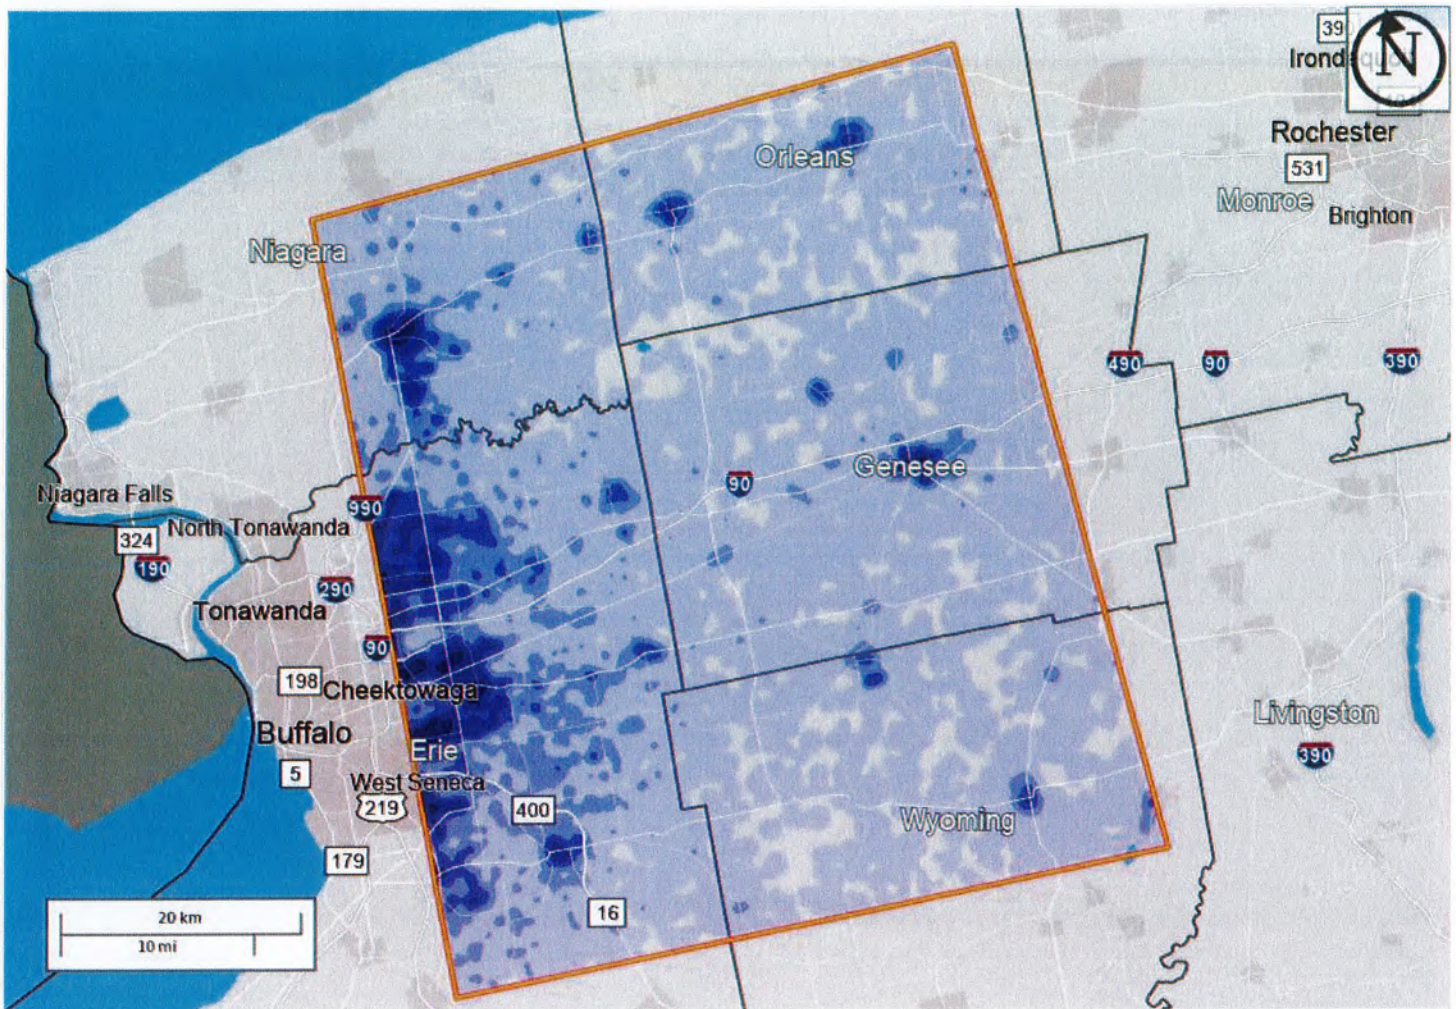 39
Irondequoit
N
Rochester
531
Monroe
Brighton
Orleans
Niagara
490
90
390
Niagara Falls
324
North Tonawanda
990
190
290
Tonawanda
90
Genesee
90
198
Cheektowaga
Buffalo
Erie
5
West Seneca
219
400
179
16
Wyoming
Livingston
390
20 km
10 mi